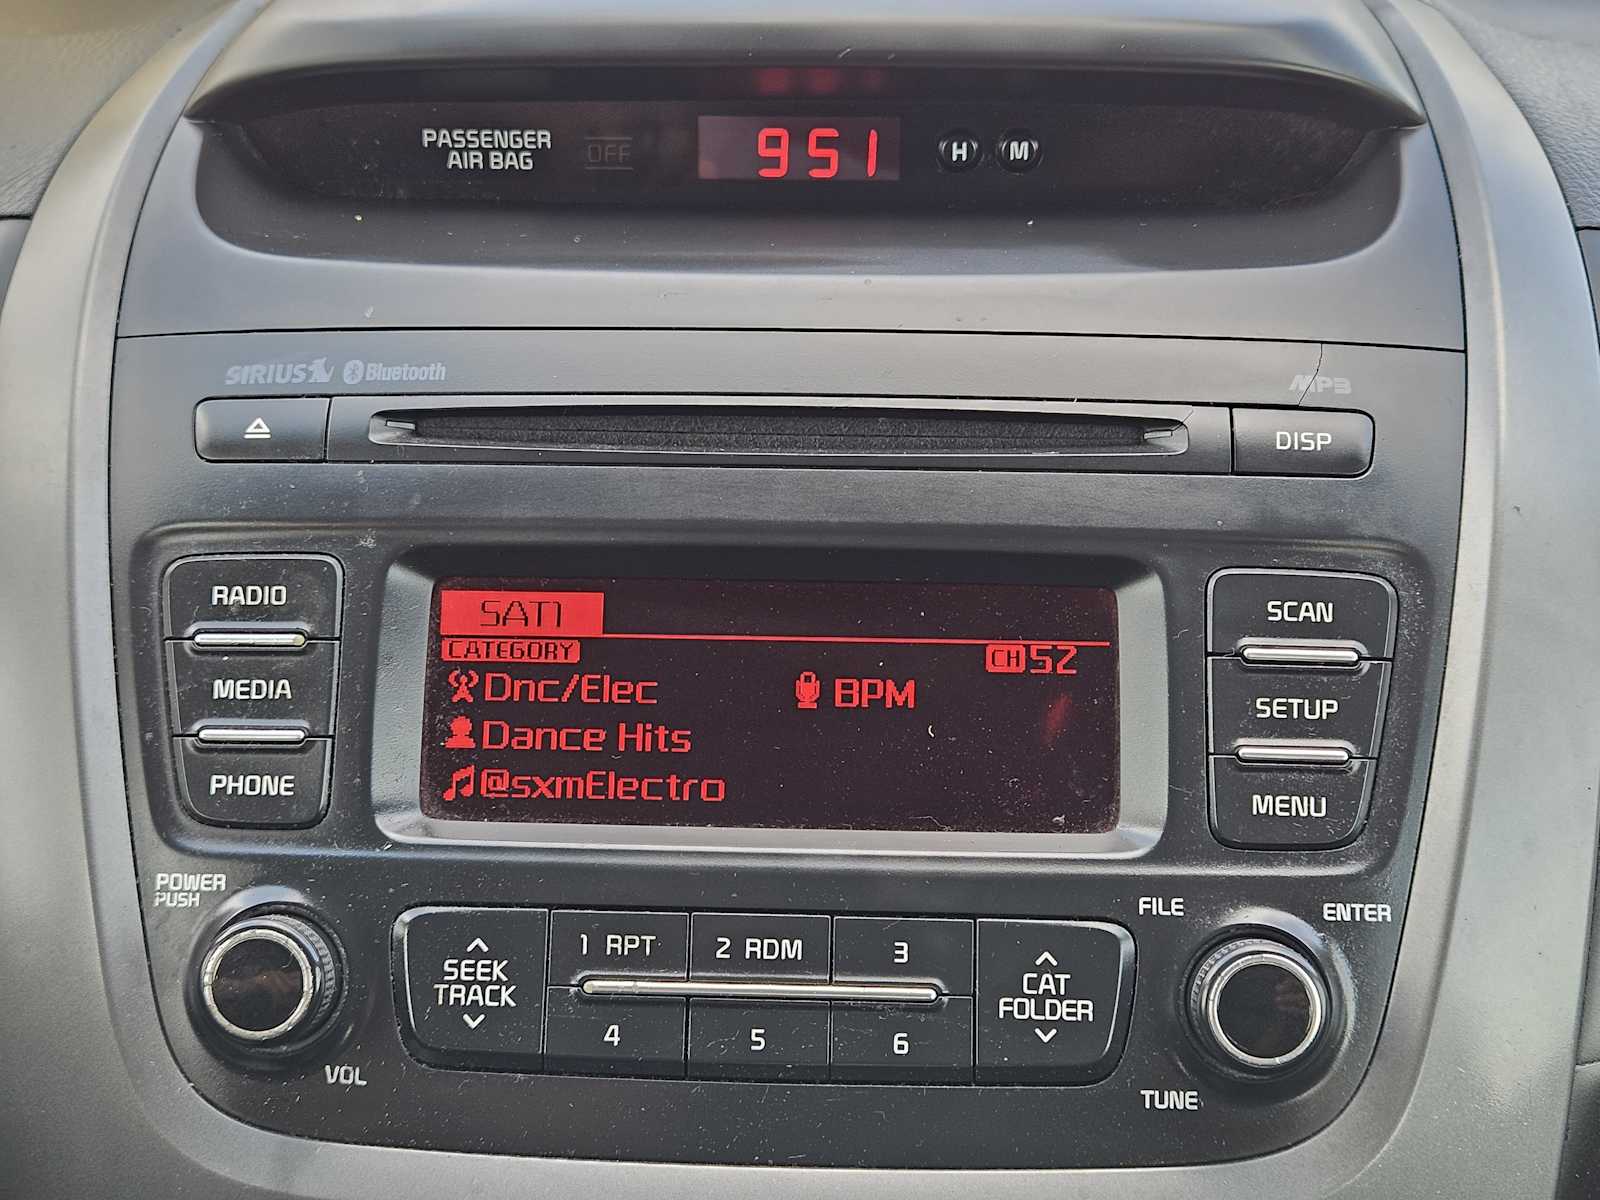 PASSENGER
AIR BAG
OFF
951
H
M
SIRIUS
Bluetooth
MP3
DISP
RADIO
MEDIA
PHONE
SAT1
CATEGORY
CH 52
Dnc/Elec
BPM
Dance Hits
@sxmElectro
SCAN
SETUP
MENU
POWER
PUSH
VOL
SEEK
TRACK
1 RPT
2 RDM
3
4
5
6
CAT
FOLDER
FILE
ENTER
TUNE